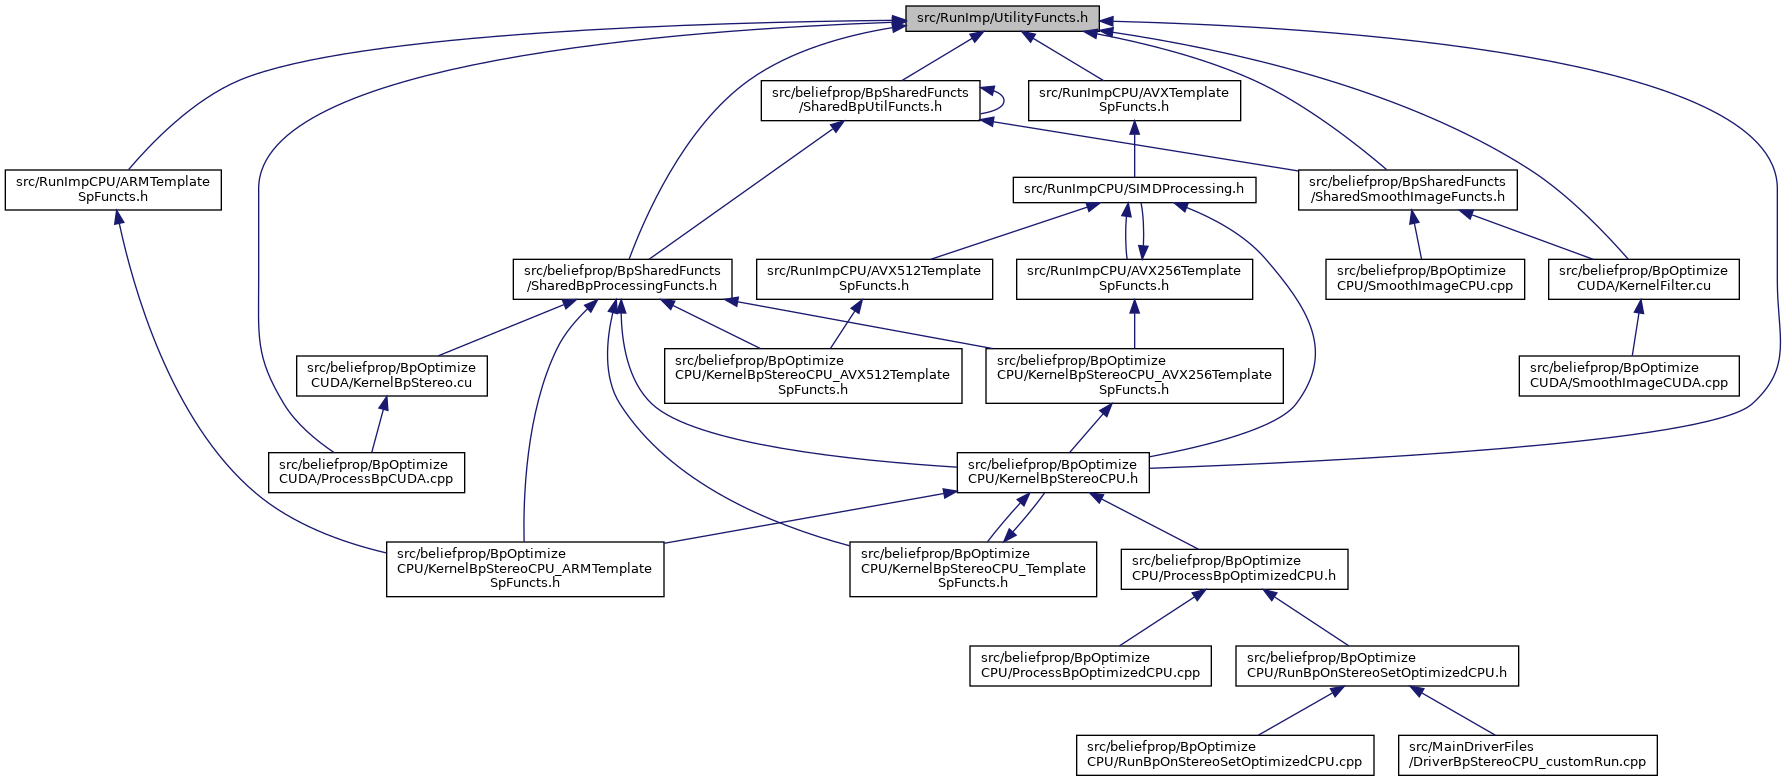 src/RunImp/UtilityFuncts.h
src/beliefprop/BpSharedFuncts
/SharedBpUtilFuncts.h
src/RunImpCPU/AVXTemplate
SpFuncts.h
src/RunImpCPU/ARMTemplate
SpFuncts.h
src/RunImpCPU/SIMDProcessing.h
src/beliefprop/BpSharedFuncts
/SharedSmoothImageFuncts.h
src/beliefprop/BpSharedFuncts
/SharedBpProcessingFuncts.h
src/RunImpCPU/AVX512Template
SpFuncts.h
src/RunImpCPU/AVX256Template
SpFuncts.h
src/beliefprop/BpOptimize
CPU/SmoothImageCPU.cpp
src/beliefprop/BpOptimize
CUDA/KernelFilter.cu
src/beliefprop/BpOptimize
CUDA/KernelBpStereo.cu
src/beliefprop/BpOptimize
CPU/KernelBpStereoCPU_AVX512Template
SpFuncts.h
src/beliefprop/BpOptimize
CPU/KernelBpStereoCPU_AVX256Template
SpFuncts.h
src/beliefprop/BpOptimize
CUDA/SmoothImageCUDA.cpp
src/beliefprop/BpOptimize
CUDA/ProcessBpCUDA.cpp
src/beliefprop/BpOptimize
CPU/KernelBpStereoCPU.h
src/beliefprop/BpOptimize
CPU/KernelBpStereoCPU_ARMTemplate
SpFuncts.h
src/beliefprop/BpOptimize
CPU/KernelBpStereoCPU_Template
SpFuncts.h
src/beliefprop/BpOptimize
CPU/ProcessBpOptimizedCPU.h
src/beliefprop/BpOptimize
CPU/ProcessBpOptimizedCPU.cpp
src/beliefprop/BpOptimize
CPU/RunBpOnStereoSetOptimizedCPU.h
src/beliefprop/BpOptimize
CPU/RunBpOnStereoSetOptimizedCPU.cpp
src/MainDriverFiles
/DriverBpStereoCPU_customRun.cpp